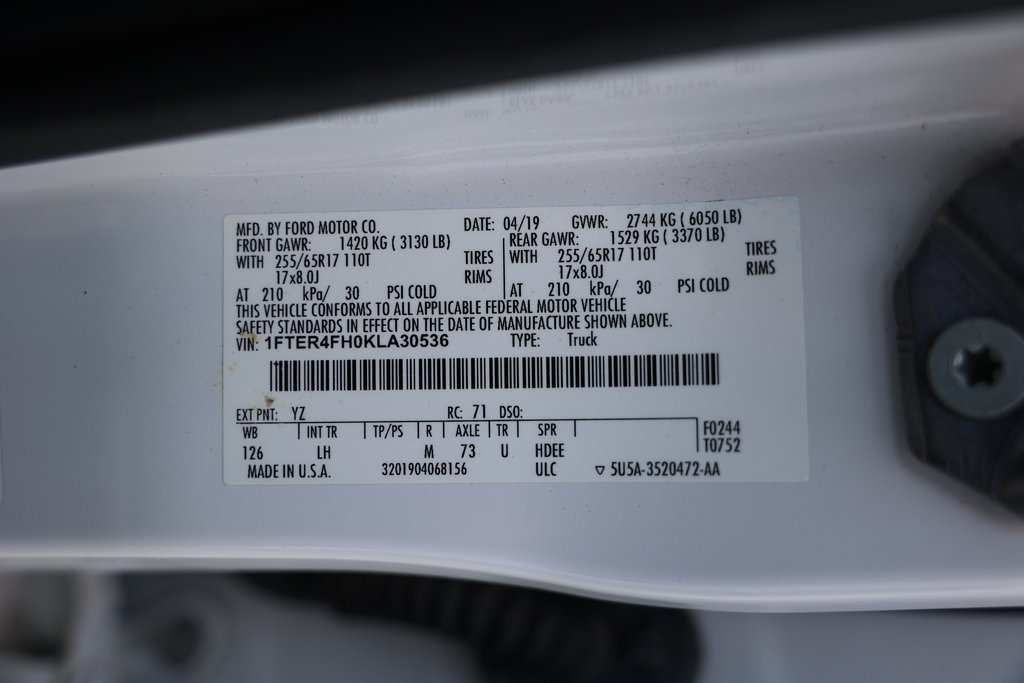 MFD. BY FORD MOTOR CO. DATE: 04/19 GVWR: 2744 KG ( 6050 LB)
FRONT GAWR: 1420 KG ( 3130 LB) REAR GAWR: 1529 KG ( 3370 LB)
WITH 255/65R17 110T TIRES WITH 255/65R17 110T TIRES
17x8.0J RIMS 17x8.0J RIMS
AT 210 kPa/ 30 PSI COLD AT 210 kPa/ 30 PSI COLD
THIS VEHICLE CONFORMS TO ALL APPLICABLE FEDERAL MOTOR VEHICLE
SAFETY STANDARDS IN EFFECT ON THE DATE OF MANUFACTURE SHOWN ABOVE.
VIN: 1FTER4FH0KLA30536 TYPE: Truck
EXT PNT: YZ RC: 71 DSO:
WB INT TR TP/PS R AXLE TR SPR F0244
126 LH M 73 U HDEE T0752
MADE IN U.S.A. 3201904068156 ULC ▽ 5U5A-3520472-AA